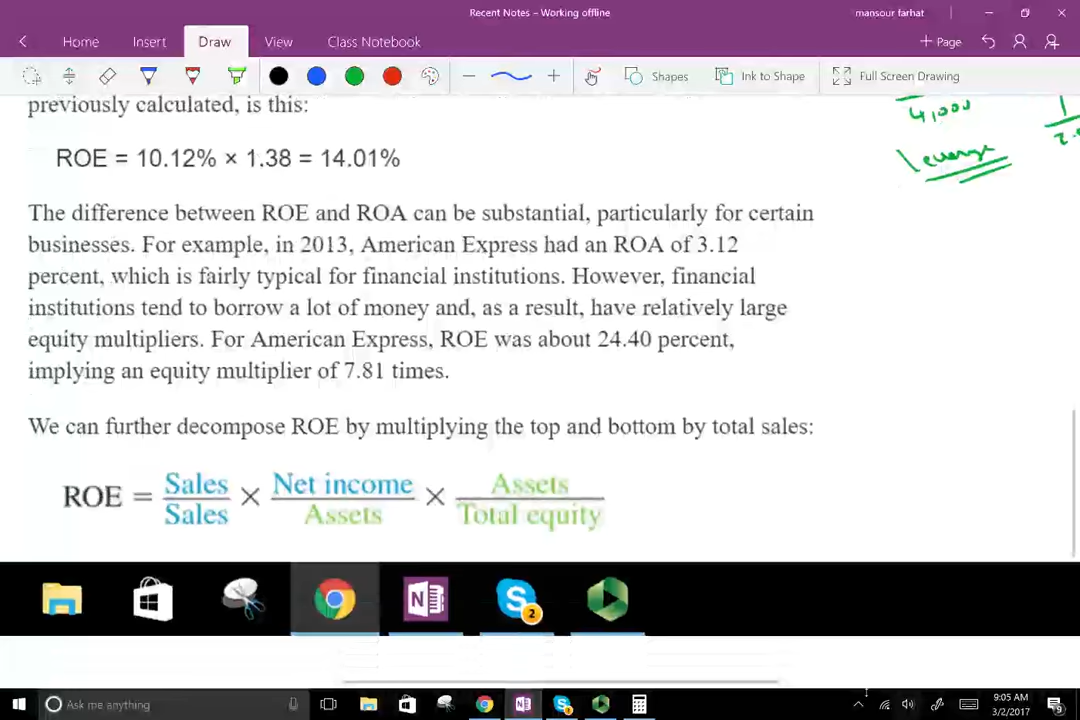 Recent Notes – Working offline
mansour farhat
Home Insert Draw View Class Notebook
Page
Shapes Ink to Shape Full Screen Drawing
previously calculated, is this:
4,000
ROE = 10.12% × 1.38 = 14.01%
The difference between ROE and ROA can be substantial, particularly for certain
businesses. For example, in 2013, American Express had an ROA of 3.12
percent, which is fairly typical for financial institutions. However, financial
institutions tend to borrow a lot of money and, as a result, have relatively large
equity multipliers. For American Express, ROE was about 24.40 percent,
implying an equity multiplier of 7.81 times.
We can further decompose ROE by multiplying the top and bottom by total sales:
ROE = Sales/Sales × Net income/Assets × Assets/Total equity
2
Ask me anything
9:05 AM
3/2/2017